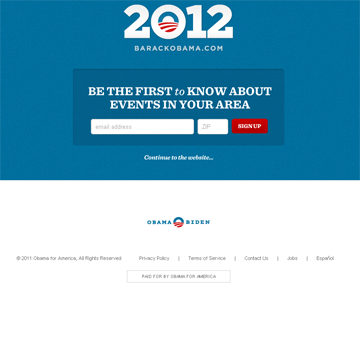 2012
BARACKOBAMA.COM
BE THE FIRST to KNOW ABOUT
EVENTS IN YOUR AREA
email address ZIP SIGN UP
Continue to the website...
OBAMA BIDEN
© 2011 Obama for America, All Rights Reserved Privacy Policy | Terms of Service | Contact Us | Jobs | Español
PAID FOR BY OBAMA FOR AMERICA